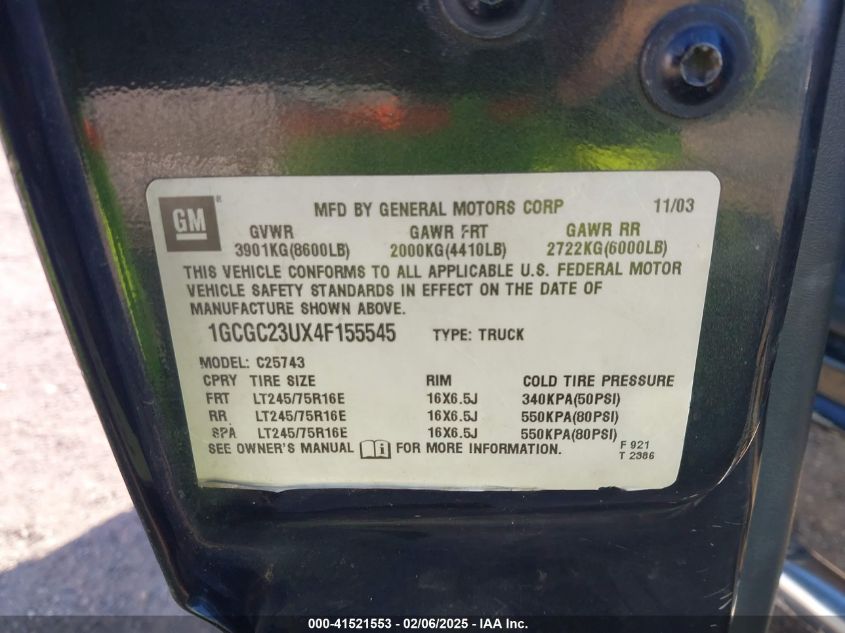 GM
MFD BY GENERAL MOTORS CORP 11/03
GVWR GAWR FRT GAWR RR
3901KG(8600LB) 2000KG(4410LB) 2722KG(6000LB)
THIS VEHICLE CONFORMS TO ALL APPLICABLE U.S. FEDERAL MOTOR
VEHICLE SAFETY STANDARDS IN EFFECT ON THE DATE OF
MANUFACTURE SHOWN ABOVE.
1GCGC23UX4F155545 TYPE: TRUCK
MODEL: C25743
CPRY TIRE SIZE RIM COLD TIRE PRESSURE
FRT LT245/75R16E 16X6.5J 340KPA(50PSI)
RR LT245/75R16E 16X6.5J 550KPA(80PSI)
SPA LT245/75R16E 16X6.5J 550KPA(80PSI)
SEE OWNER'S MANUAL FOR MORE INFORMATION.
F 921
T 2386
000-41521553 - 02/06/2025 - IAA Inc.